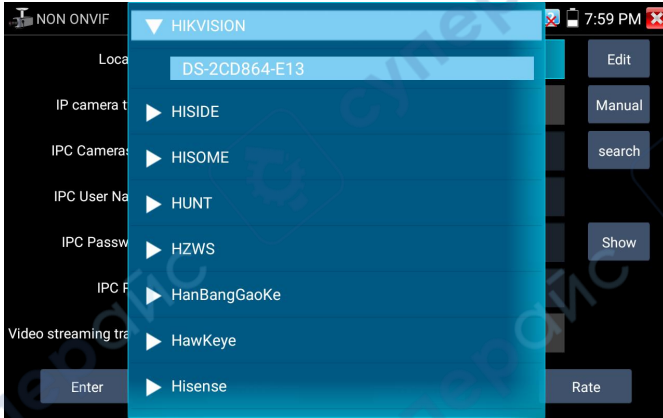 NON ONVIF
7:59 PM
HIKVISION
DS-2CD864-E13
HISIDE
HISOME
HUNT
HZWS
HanBangGaoKe
HawKeye
Hisense
Loca
IP camera t
IPC Cameras
IPC User Na
IPC Passw
IPC
Video streaming tra
Edit
Manual
search
Show
Enter
Rate